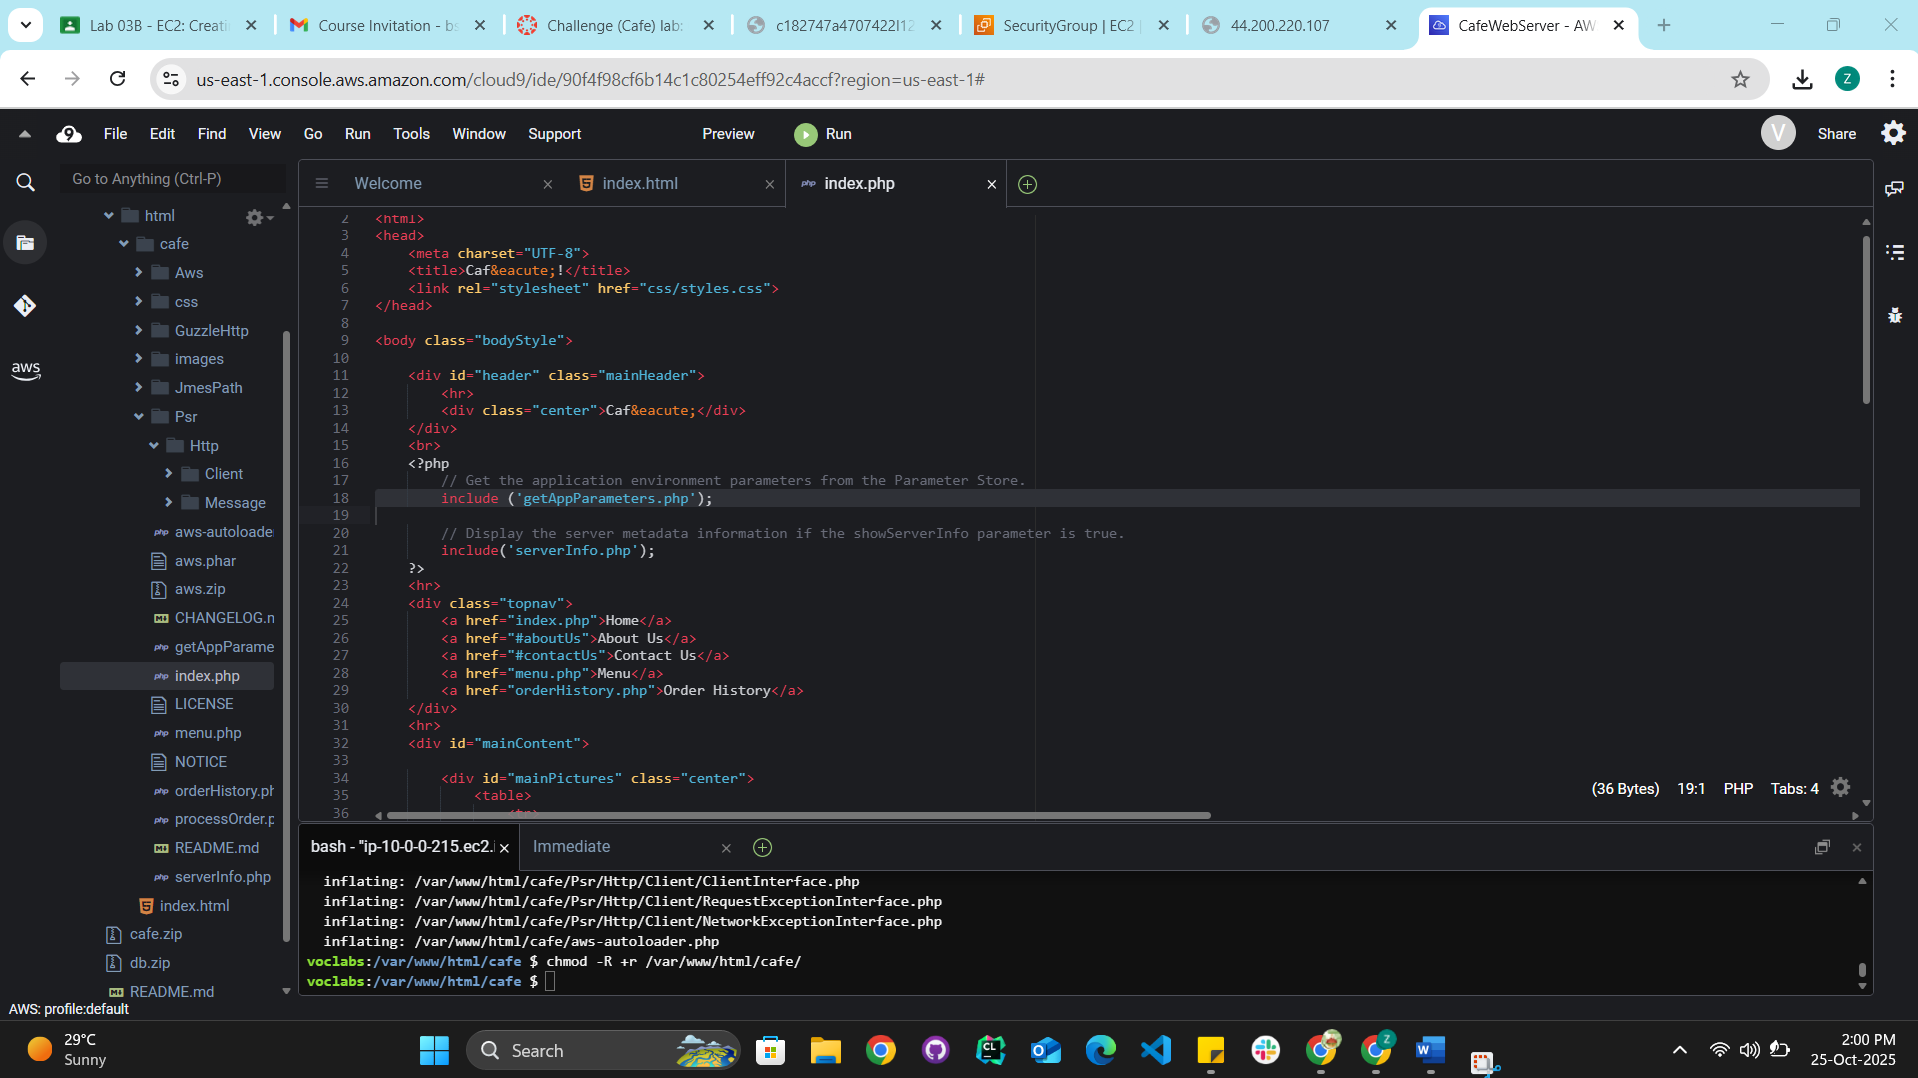 Lab 03B - EC2: Creati
Course Invitation - bs
Challenge (Cafe) lab:
c182747a4707422l12
SecurityGroup | EC2
44.200.220.107
CafeWebServer - AW
us-east-1.console.aws.amazon.com/cloud9/ide/90f4f98cf6b14c1c80254eff92c4accf?region=us-east-1#
Z
9 File Edit Find View Go Run Tools Window Support Preview Run V Share
Go to Anything (Ctrl-P)
Welcome index.html php index.php
html
cafe
Aws
css
GuzzleHttp
images
JmesPath
Psr
Http
Client
Message
php aws-autoloade
aws.phar
aws.zip
CHANGELOG.n
php getAppParame
php index.php
LICENSE
php menu.php
NOTICE
php orderHistory.ph
php processOrder.p
README.md
php serverInfo.php
index.html
cafe.zip
db.zip
README.md
aws
AWS: profile:default
2 <html>
3 <head>
4 <meta charset="UTF-8">
5 <title>Caf&eacute;!</title>
6 <link rel="stylesheet" href="css/styles.css">
7 </head>
8
9 <body class="bodyStyle">
10
11 <div id="header" class="mainHeader">
12 <hr>
13 <div class="center">Caf&eacute;</div>
14 </div>
15 <br>
16 <?php
17 // Get the application environment parameters from the Parameter Store.
18 include ('getAppParameters.php');
19
20 // Display the server metadata information if the showServerInfo parameter is true.
21 include('serverInfo.php');
22 ?>
23 <hr>
24 <div class="topnav">
25 <a href="index.php">Home</a>
26 <a href="#aboutUs">About Us</a>
27 <a href="#contactUs">Contact Us</a>
28 <a href="menu.php">Menu</a>
29 <a href="orderHistory.php">Order History</a>
30 </div>
31 <hr>
32 <div id="mainContent">
33
34 <div id="mainPictures" class="center">
35 <table>
36 <tr>
(36 Bytes) 19:1 PHP Tabs: 4
bash - "ip-10-0-0-215.ec2.i Immediate
inflating: /var/www/html/cafe/Psr/Http/Client/ClientInterface.php
inflating: /var/www/html/cafe/Psr/Http/Client/RequestExceptionInterface.php
inflating: /var/www/html/cafe/Psr/Http/Client/NetworkExceptionInterface.php
inflating: /var/www/html/cafe/aws-autoloader.php
voclabs:/var/www/html/cafe $ chmod -R +r /var/www/html/cafe/
voclabs:/var/www/html/cafe $
29°C
Sunny
Search
2:00 PM
25-Oct-2025